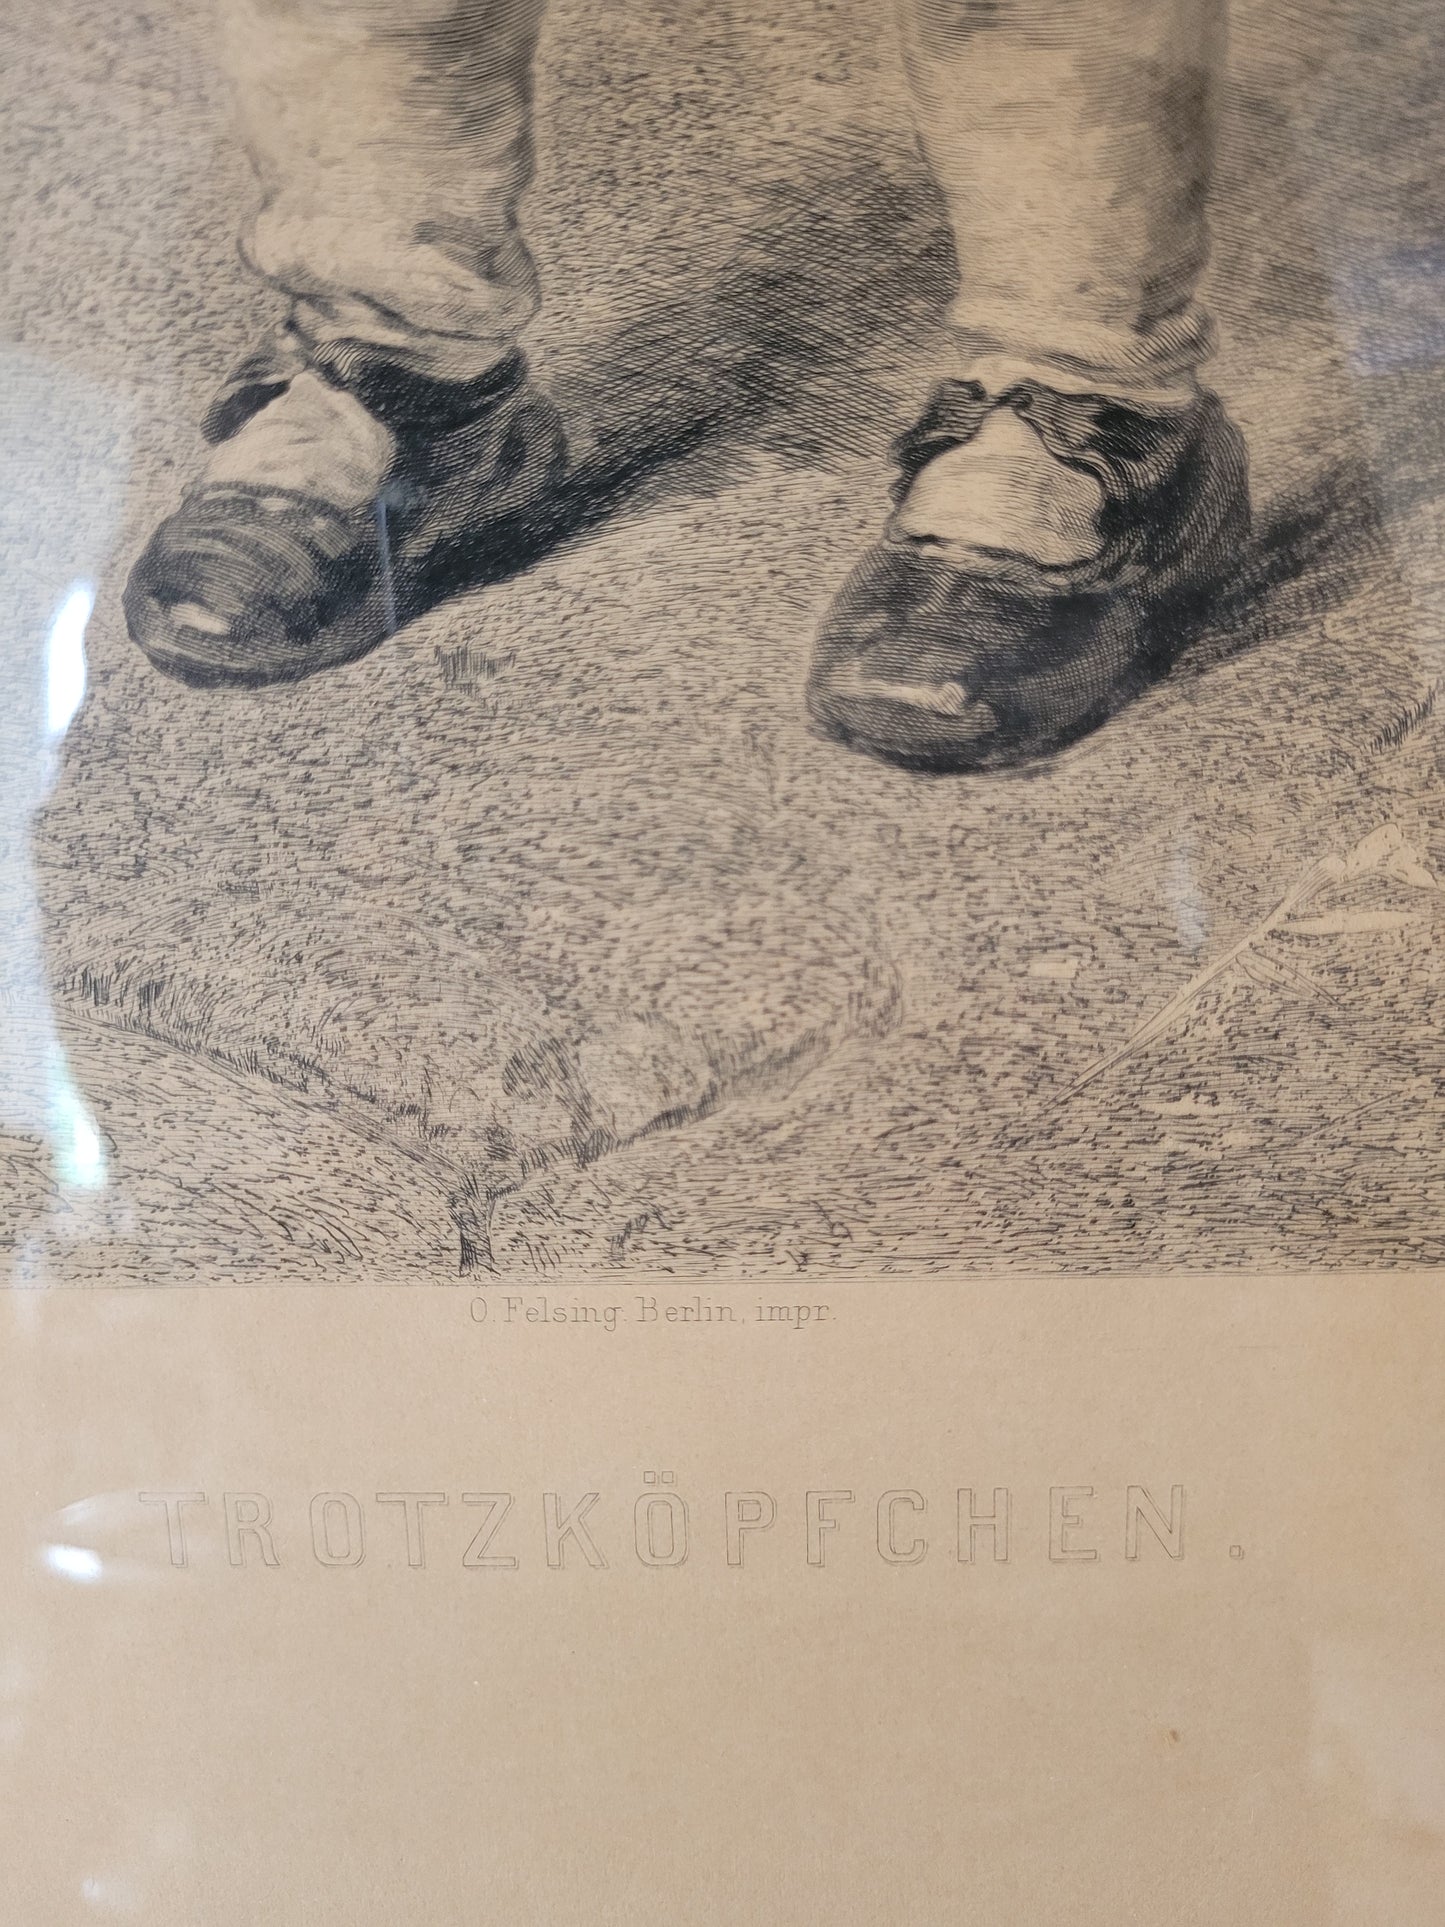 O. Felsing. Berlin, impr.
TROTZKÖPFCHEN.